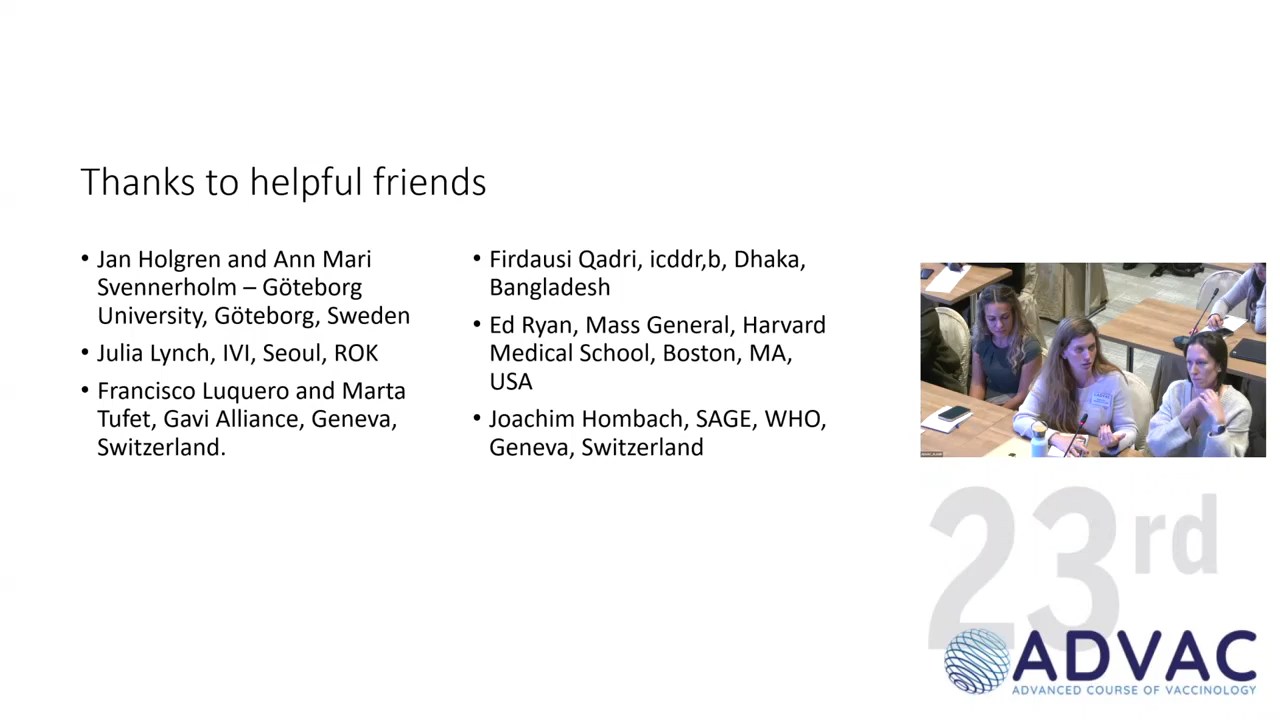 Thanks to helpful friends
• Jan Holgren and Ann Mari
Svennerholm – Göteborg
University, Göteborg, Sweden
• Julia Lynch, IVI, Seoul, ROK
• Francisco Luquero and Marta
Tufet, Gavi Alliance, Geneva,
Switzerland.
• Firdausi Qadri, icddr,b, Dhaka,
Bangladesh
• Ed Ryan, Mass General, Harvard
Medical School, Boston, MA,
USA
• Joachim Hombach, SAGE, WHO,
Geneva, Switzerland
23rd
ADVAC
ADVANCED COURSE OF VACCINOLOGY